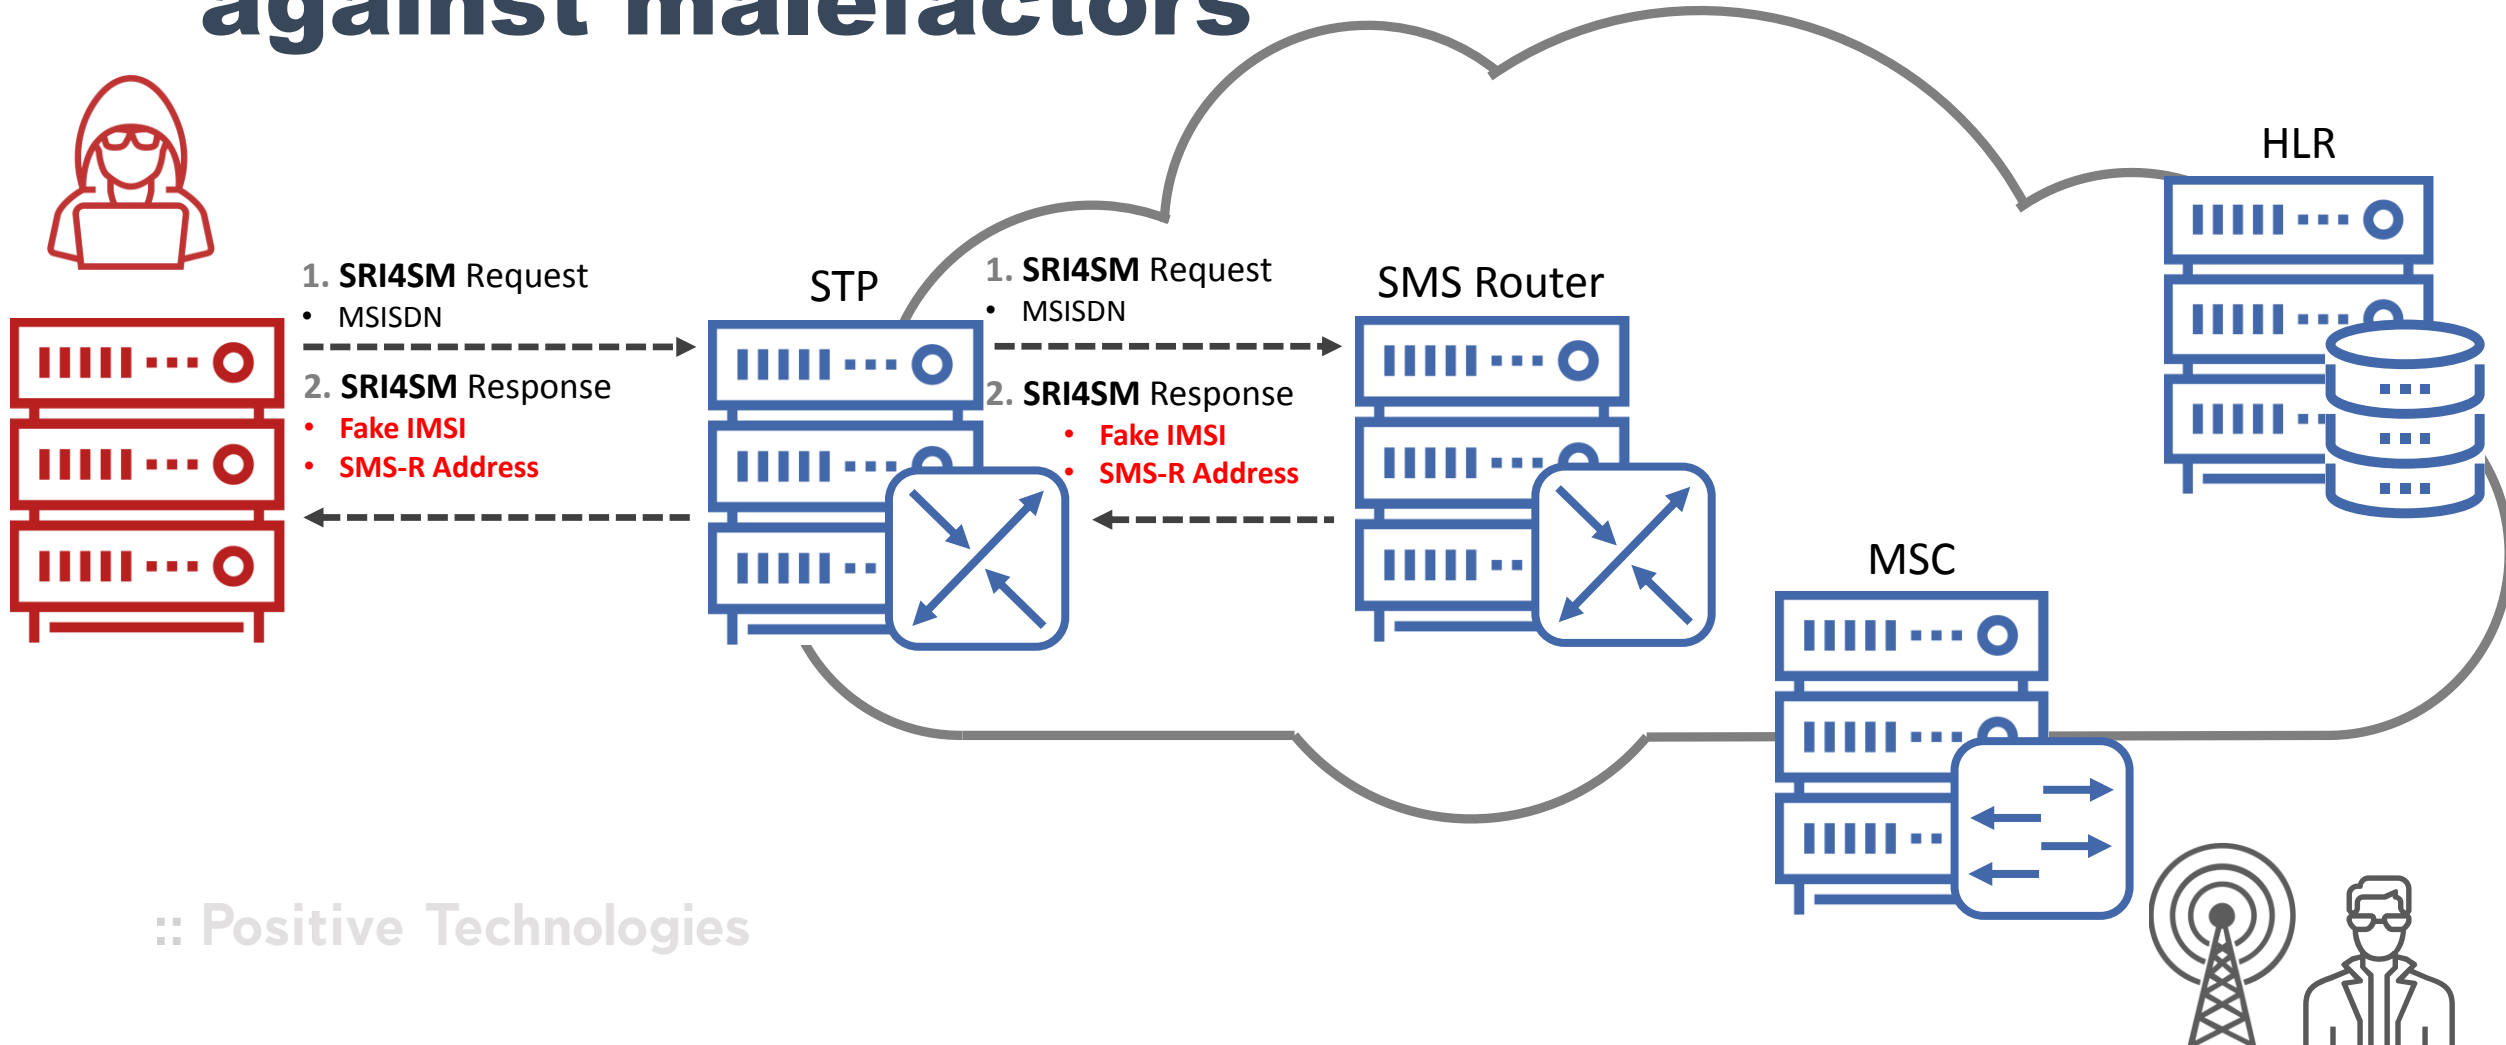 against malefactors
HLR
1. SRI4SM Request
• MSISDN
STP
1. SRI4SM Request
• MSISDN
SMS Router
2. SRI4SM Response
• Fake IMSI
• SMS-R Address
2. SRI4SM Response
• Fake IMSI
• SMS-R Address
MSC
:: Positive Technologies